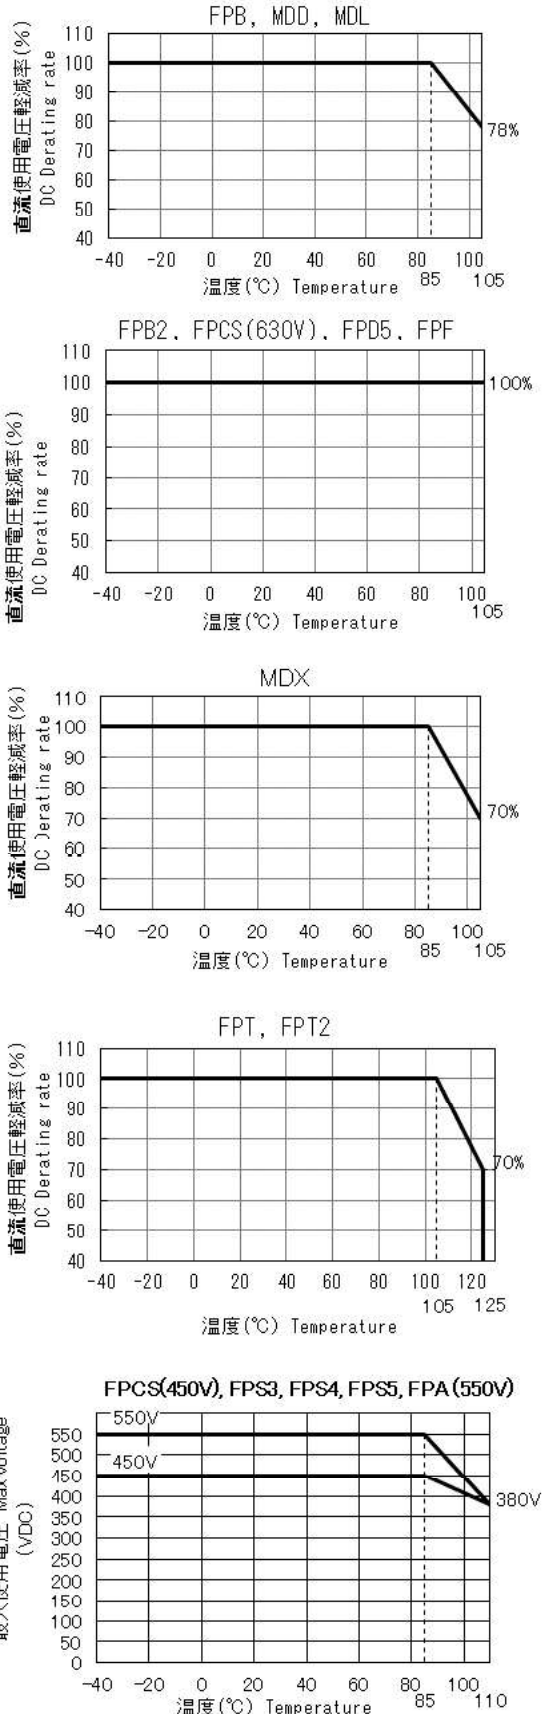 FPB, MDD, MDL
直流使用電圧軽減率(%)
DC Derating rate
110
100
90
80
70
60
50
40
78%
-40 -20 0 20 40 60 80 100
85 105
温度(℃) Temperature
FPB2, FPCS(630V), FPD5, FPF
直流使用電圧軽減率(%)
DC Derating rate
110
100
90
80
70
60
50
40
100%
-40 -20 0 20 40 60 80 100
105
温度(℃) Temperature
MDX
直流使用電圧軽減率(%)
DC Derating rate
110
100
90
80
70
60
50
40
70%
-40 -20 0 20 40 60 80 100
85 105
温度(℃) Temperature
FPT, FPT2
直流使用電圧軽減率(%)
DC Derating rate
110
100
90
80
70
60
50
40
70%
-40 -20 0 20 40 60 80 100 120
105 125
温度(℃) Temperature
FPCS(450V), FPS3, FPS4, FPS5, FPA(550V)
最大使用電圧 Max voltage
(VDC)
550V
450V
550
500
450
400
350
300
250
200
150
100
50
0
380V
-40 -20 0 20 40 60 80 100
85 110
温度(℃) Temperature